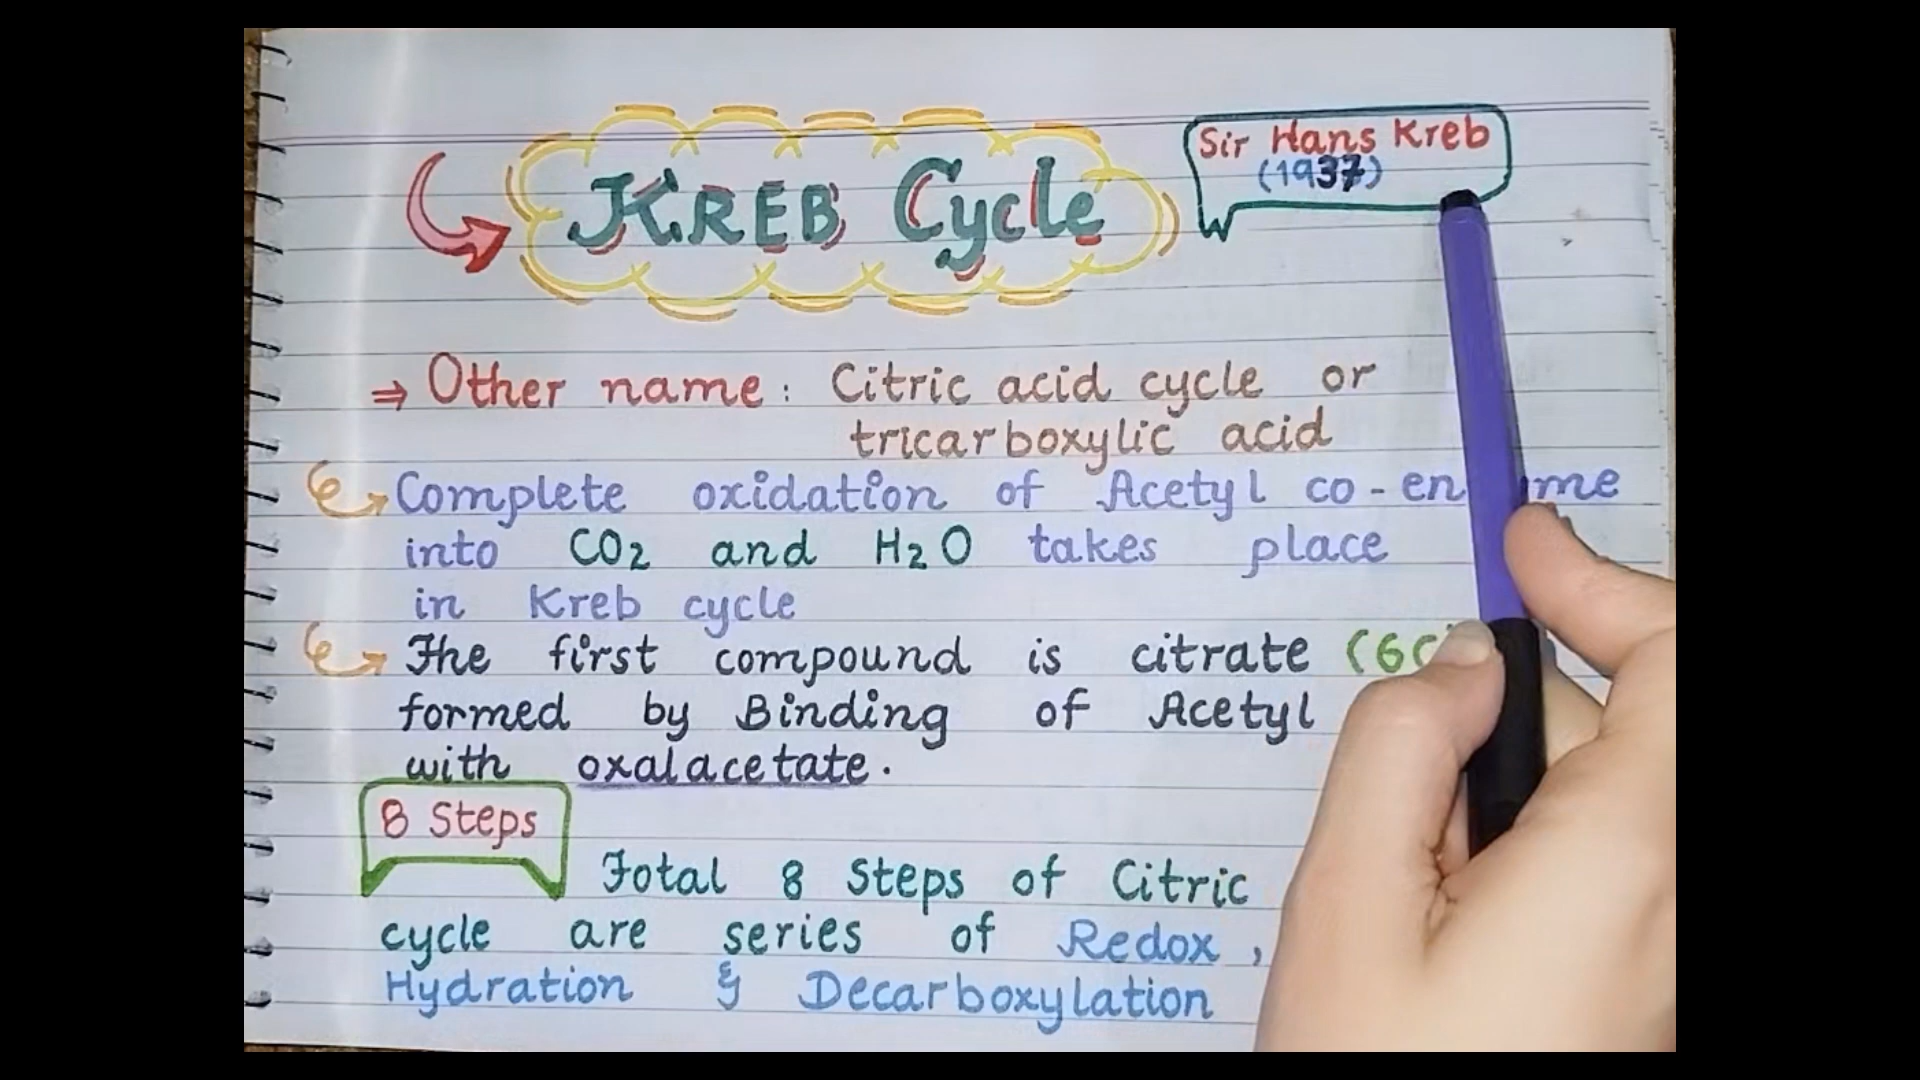 KREB Cycle
Sir Hans Kreb
(1937)
⇒ Other name: Citric acid cycle or
tricarboxylic acid
Complete oxidation of Acetyl
into CO2 and H2O takes place
in Kreb cycle
The first compound is citrate (6C
formed by Binding of Acetyl
with oxalacetate.
8 Steps
Total 8 Steps of Citric
cycle are series of Redox,
Hydration & Decarboxylation